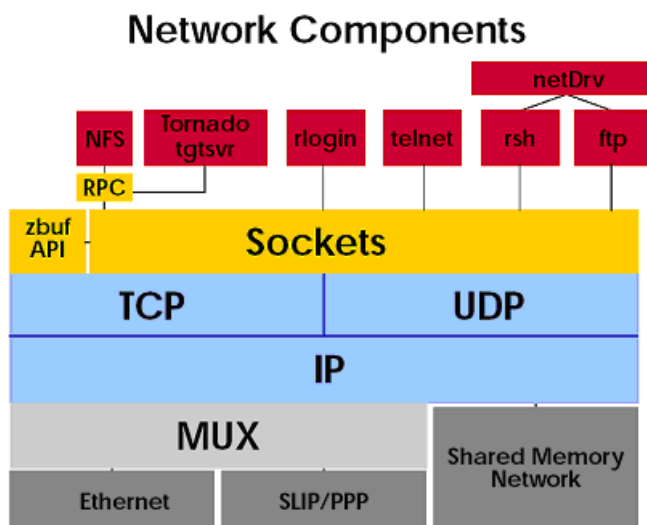 Network Components
netDrv
NFS
Tornado
tgtsvr
rlogin
telnet
rsh
ftp
RPC
zbuf
API
Sockets
TCP
UDP
IP
MUX
Shared Memory
Network
Ethernet
SLIP/PPP